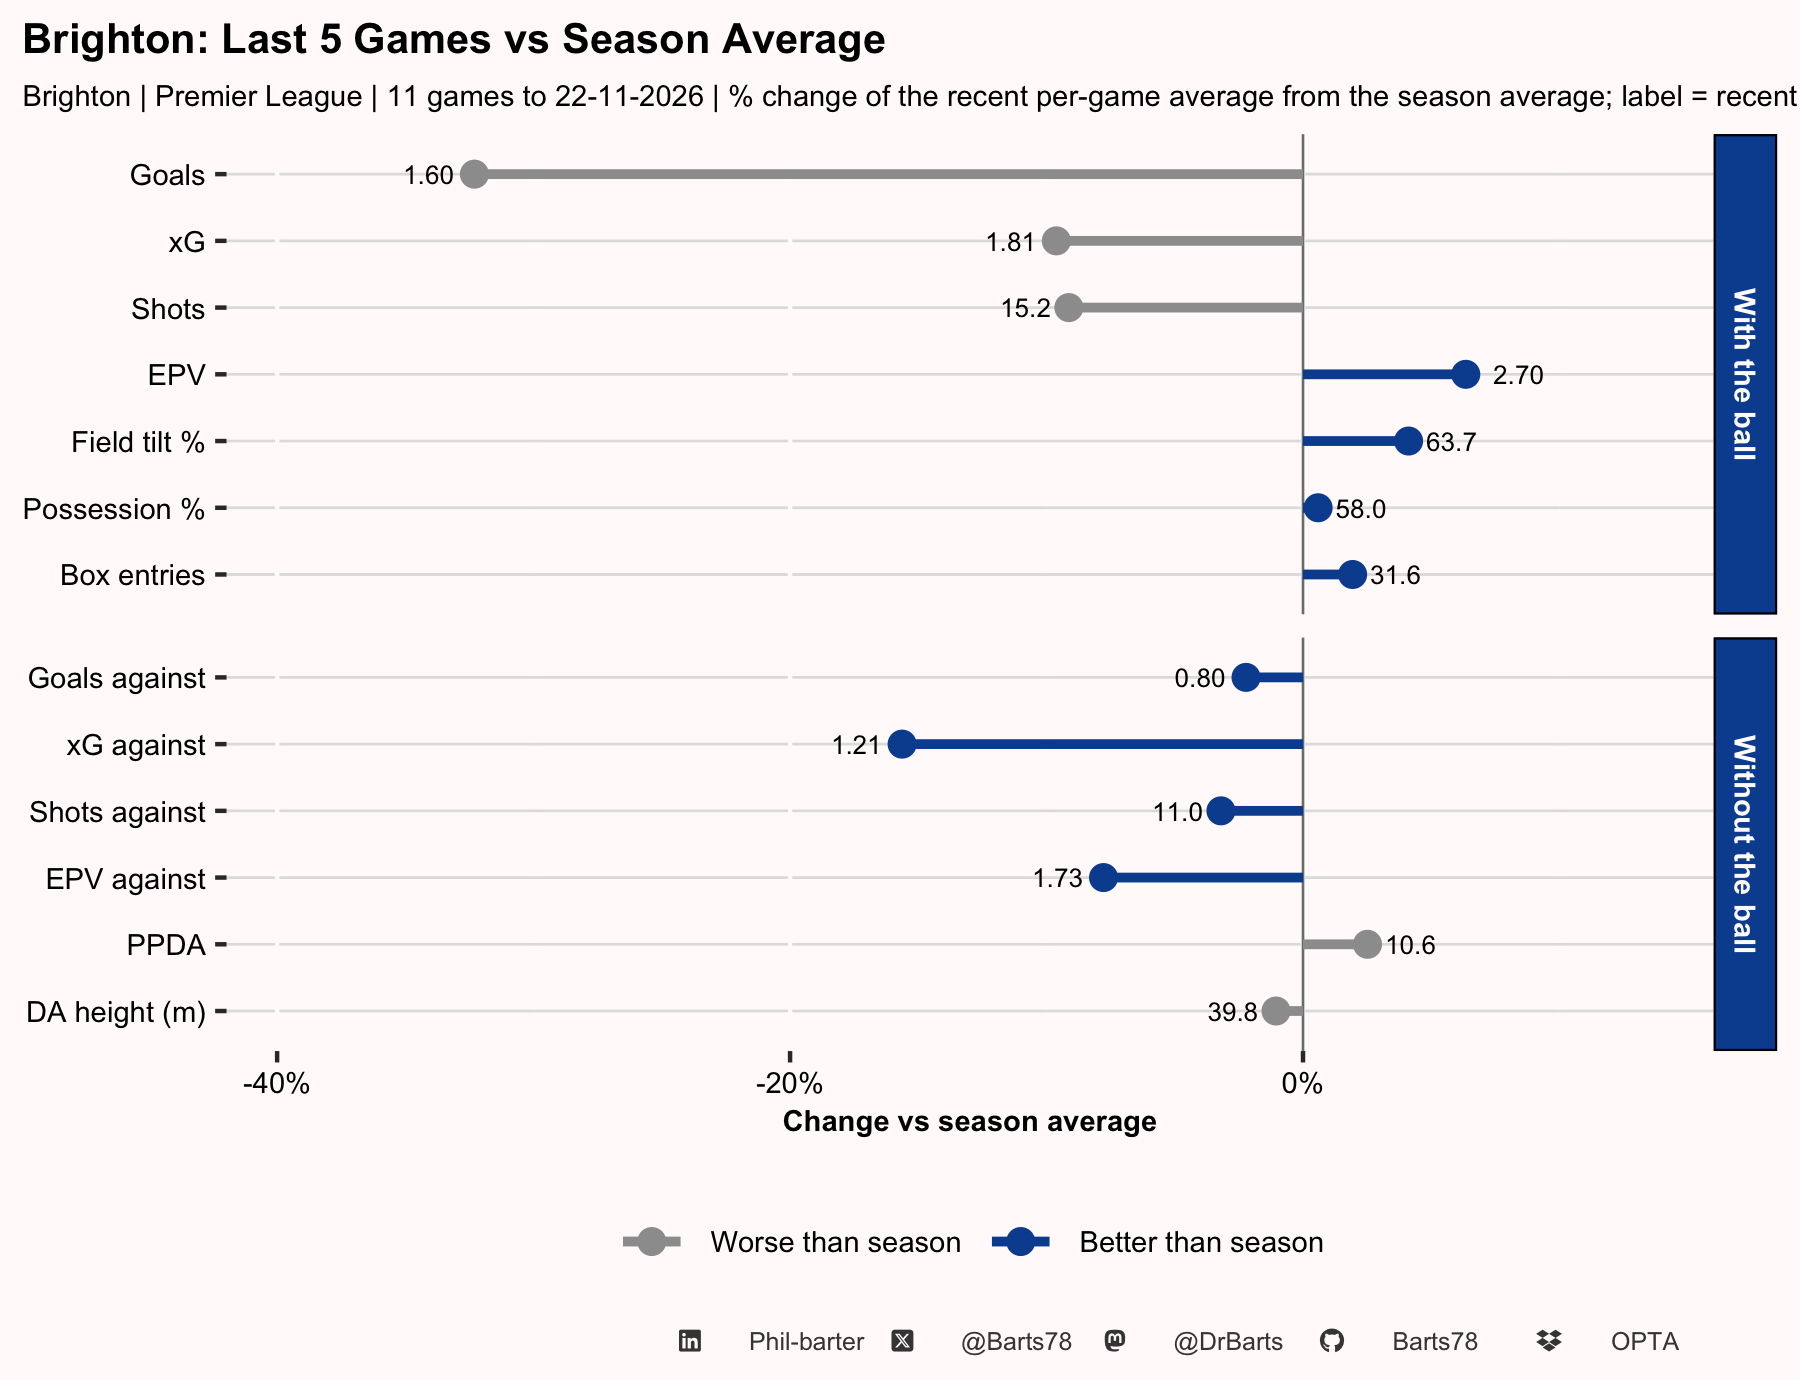 Brighton: Last 5 Games vs Season Average
Brighton | Premier League | 11 games to 22-11-2026 | % change of the recent per-game average from the season average; label = recent
Goals
1.60
xG
1.81
Shots
15.2
EPV
2.70
Field tilt %
63.7
Possession %
58.0
Box entries
31.6
With the ball
Goals against
0.80
xG against
1.21
Shots against
11.0
EPV against
1.73
PPDA
10.6
DA height (m)
39.8
Without the ball
-40%
-20%
0%
Change vs season average
Worse than season
Better than season
Phil-barter
@Barts78
@DrBarts
Barts78
OPTA